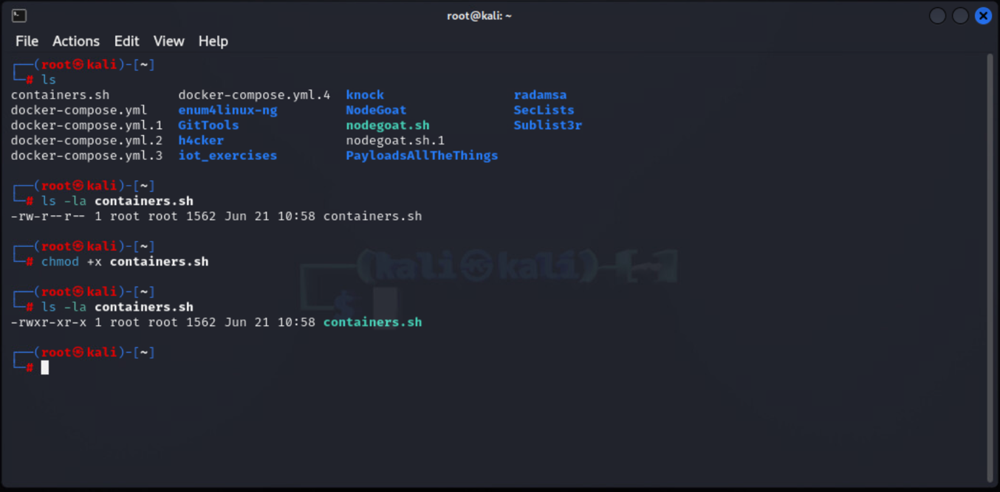 root@kali: ~
File Actions Edit View Help
┌──(root㉿kali)-[~]
└─# ls
containers.sh docker-compose.yml.4 knock radamsa
docker-compose.yml enum4linux-ng NodeGoat SecLists
docker-compose.yml.1 GitTools nodegoat.sh Sublist3r
docker-compose.yml.2 h4cker nodegoat.sh.1
docker-compose.yml.3 iot_exercises PayloadsAllTheThings
┌──(root㉿kali)-[~]
└─# ls -la containers.sh
-rw-r--r-- 1 root root 1562 Jun 21 10:58 containers.sh
┌──(root㉿kali)-[~]
└─# chmod +x containers.sh
(kali㉿kali)-[~]
┌──(root㉿kali)-[~]
└─# ls -la containers.sh
$
-rwxr-xr-x 1 root root 1562 Jun 21 10:58 containers.sh
┌──(root㉿kali)-[~]
└─#